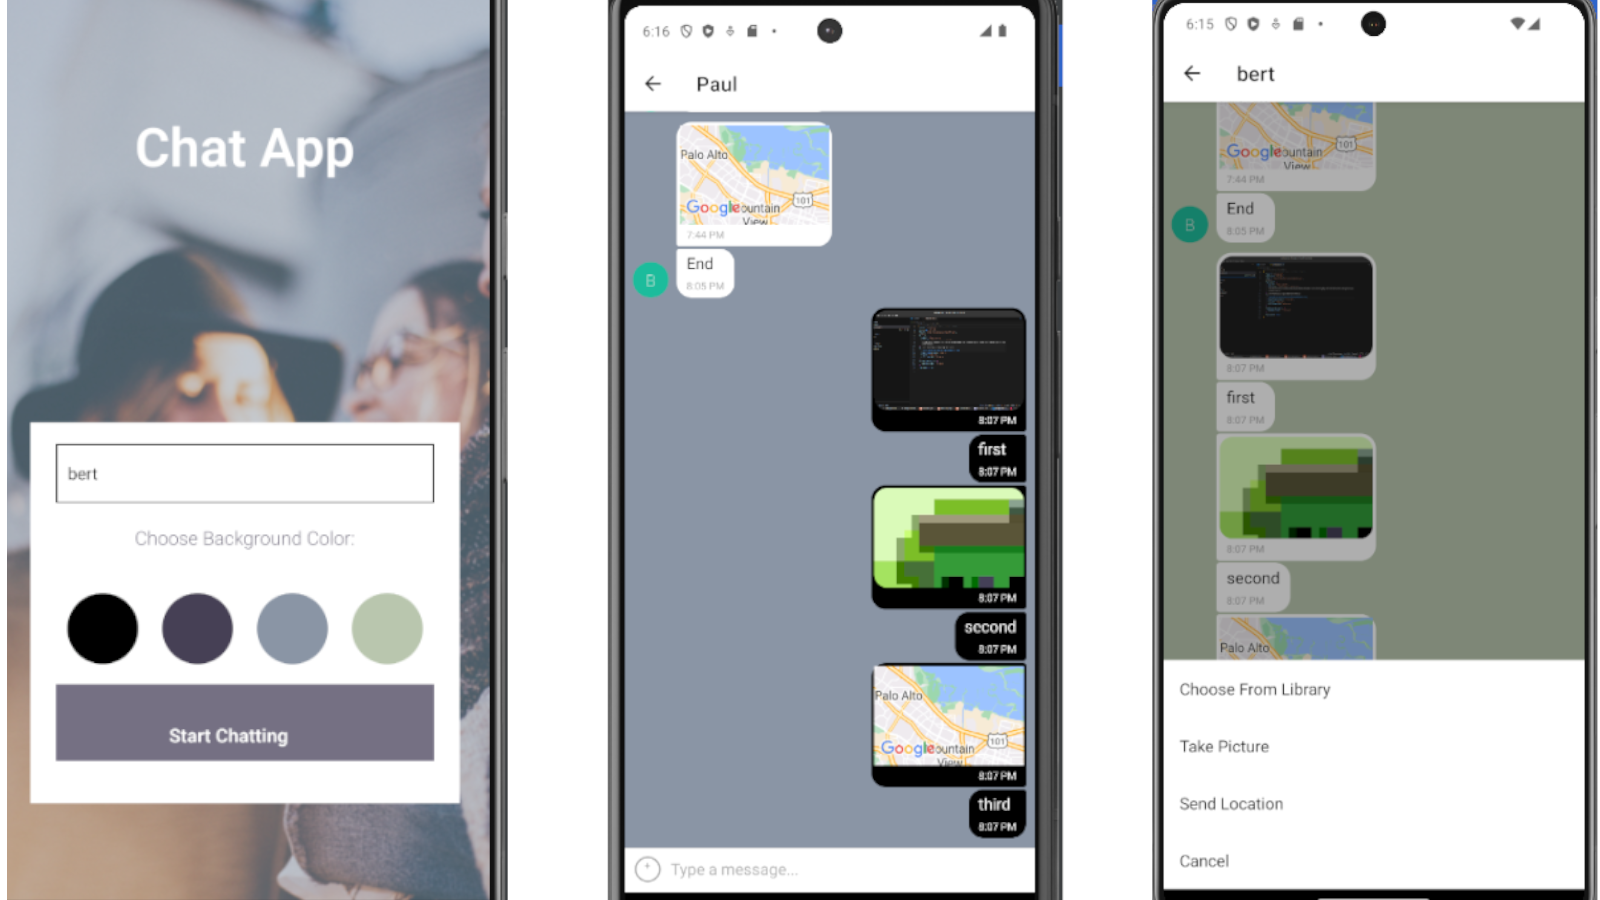 Chat App
bert
Choose Background Color:
Start Chatting
6:16
Paul
Palo Alto
101
Google
ountain
View
7:44 PM
End
B
8:05 PM
8:07 PM
first
8:07 PM
8:07 PM
second
8:07 PM
Palo Alto
101
Google
ountain
View
8:07 PM
third
8:07 PM
Type a message...
6:15
bert
101
Google
ountain
View
7:44 PM
End
B
8:05 PM
8:07 PM
first
8:07 PM
8:07 PM
second
8:07 PM
Palo Alto
Choose From Library
Take Picture
Send Location
Cancel